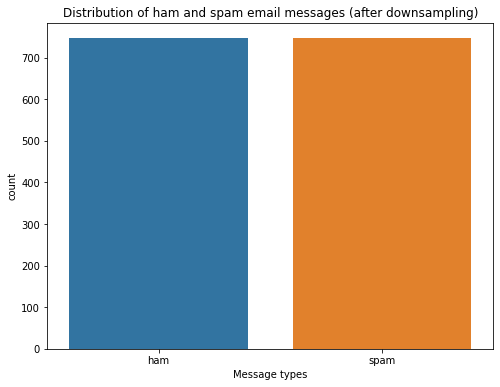 Distribution of ham and spam email messages (after downsampling)
700
600
500
400
300
200
100
0
count
ham spam
Message types